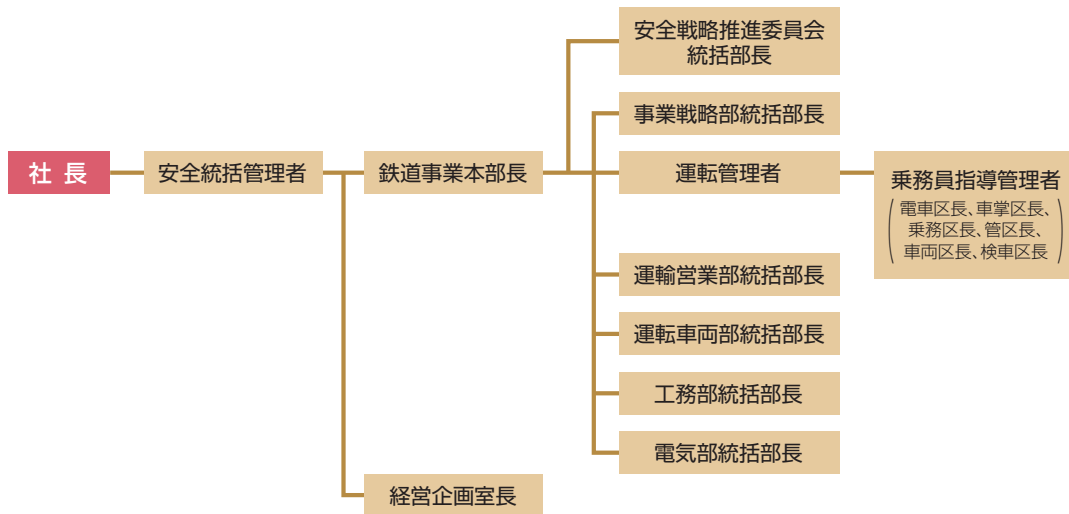 社 長
安全統括管理者
鉄道事業本部長
経営企画室長
安全戦略推進委員会
統括部長
事業戦略部統括部長
運転管理者
運輸営業部統括部長
運転車両部統括部長
工務部統括部長
電気部統括部長
乗務員指導管理者
(電車区長、車掌区長、
乗務区長、管区長、
車両区長、検車区長)